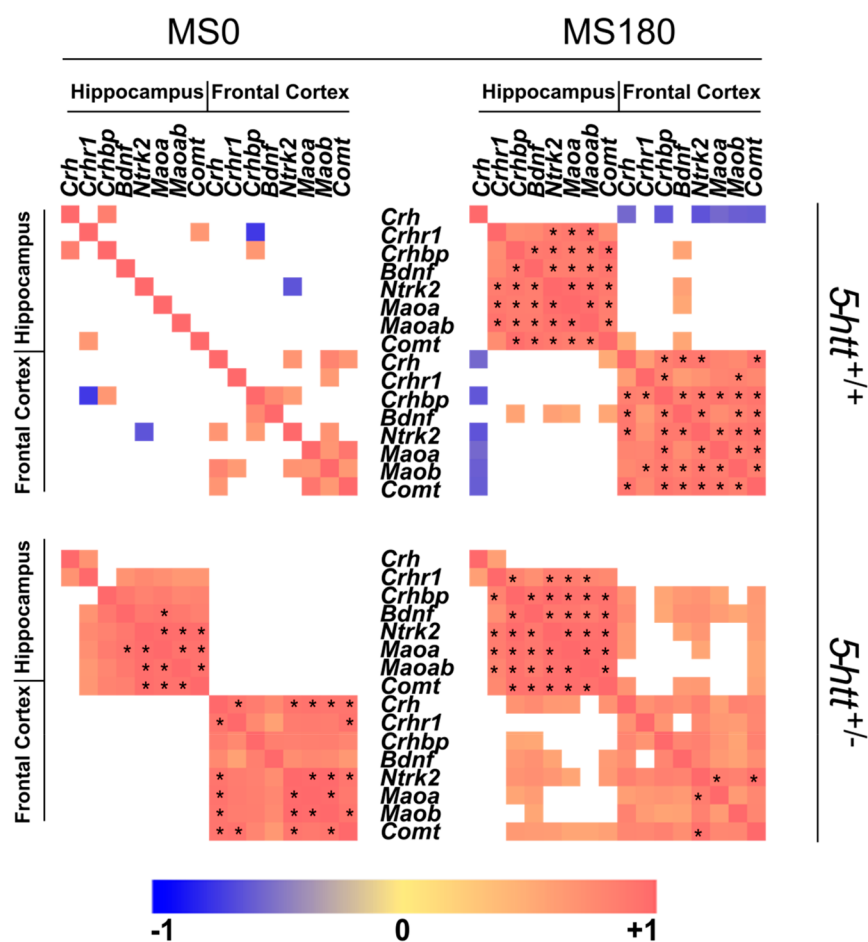 MS0 MS180
Hippocampus Frontal Cortex Hippocampus Frontal Cortex
Crh Crhr1 Crhbp Bdnf Ntrk2 Maoa Maoab Comt Crh Crhr1 Crhbp Bdnf Ntrk2 Maoa Maob Comt Crh Crhr1 Crhbp Bdnf Ntrk2 Maoa Maoab Comt Crh Crhr1 Crhbp Bdnf Ntrk2 Maoa Maob Comt
Hippocampus
Frontal Cortex
Crh
Crhr1
Crhbp
Bdnf
Ntrk2
Maoa
Maoab
Comt
Crh
Crhr1
Crhbp
Bdnf
Ntrk2
Maoa
Maob
Comt
5-htt+/+
Hippocampus
Frontal Cortex
Crh
Crhr1
Crhbp
Bdnf
Ntrk2
Maoa
Maoab
Comt
Crh
Crhr1
Crhbp
Bdnf
Ntrk2
Maoa
Maob
Comt
5-htt+/-
-1 0 +1